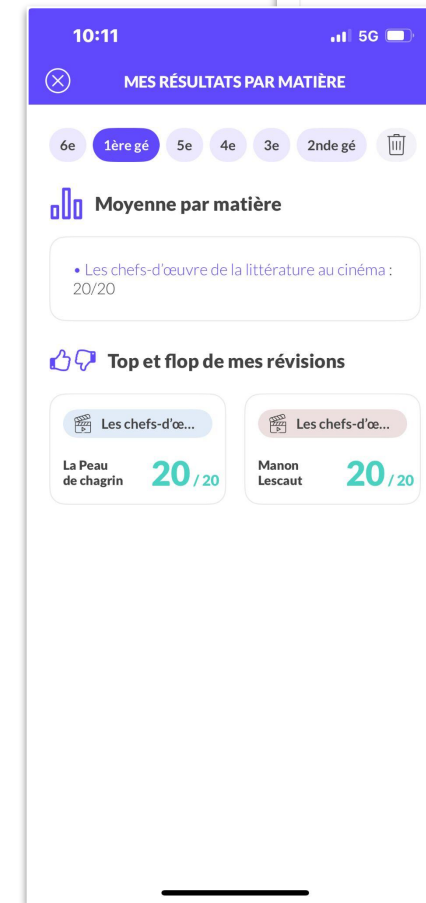 10:11 5G
MES RÉSULTATS PAR MATIÈRE
6e 1ère gé 5e 4e 3e 2nde gé
Moyenne par matière
• Les chefs-d'œuvre de la littérature au cinéma :
20/20
Top et flop de mes révisions
Les chefs-d'œ...
La Peau
de chagrin
20 / 20
Les chefs-d'œ...
Manon
Lescaut
20 / 20